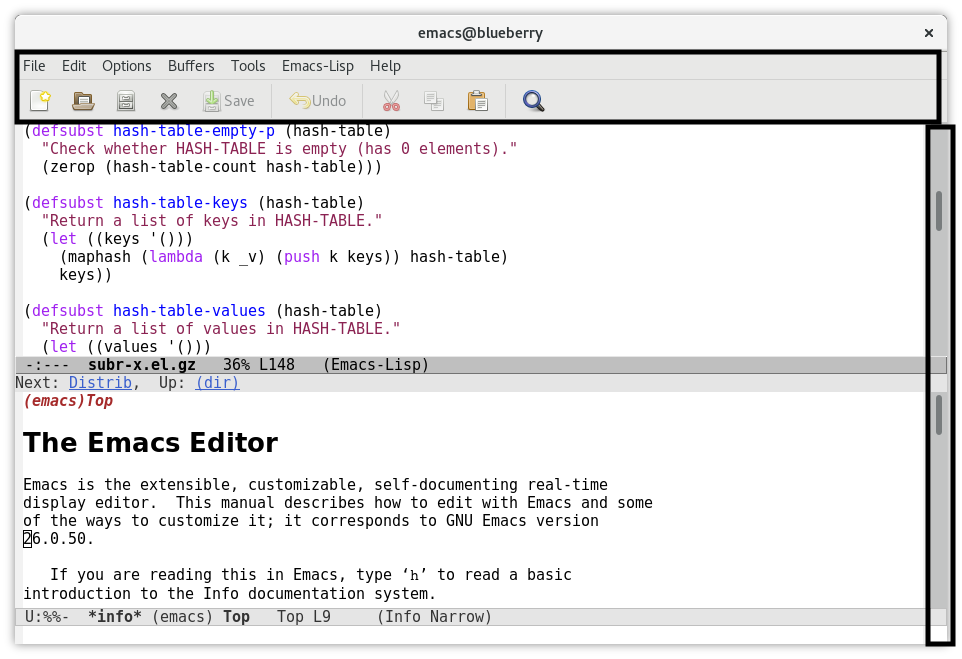 emacs@blueberry ×
File Edit Options Buffers Tools Emacs-Lisp Help
Save Undo
(defsubst hash-table-empty-p (hash-table)
  "Check whether HASH-TABLE is empty (has 0 elements)."
  (zerop (hash-table-count hash-table)))

(defsubst hash-table-keys (hash-table)
  "Return a list of keys in HASH-TABLE."
  (let ((keys '()))
    (maphash (lambda (k _v) (push k keys)) hash-table)
    keys))

(defsubst hash-table-values (hash-table)
  "Return a list of values in HASH-TABLE."
  (let ((values '()))
-:---  subr-x.el.gz   36% L148   (Emacs-Lisp)
Next: Distrib,  Up: (dir)
(emacs)Top
The Emacs Editor
Emacs is the extensible, customizable, self-documenting real-time
display editor.  This manual describes how to edit with Emacs and some
of the ways to customize it; it corresponds to GNU Emacs version
26.0.50.

   If you are reading this in Emacs, type ‘h’ to read a basic
introduction to the Info documentation system.
U:%%-  *info* (emacs) Top   Top L9     (Info Narrow)